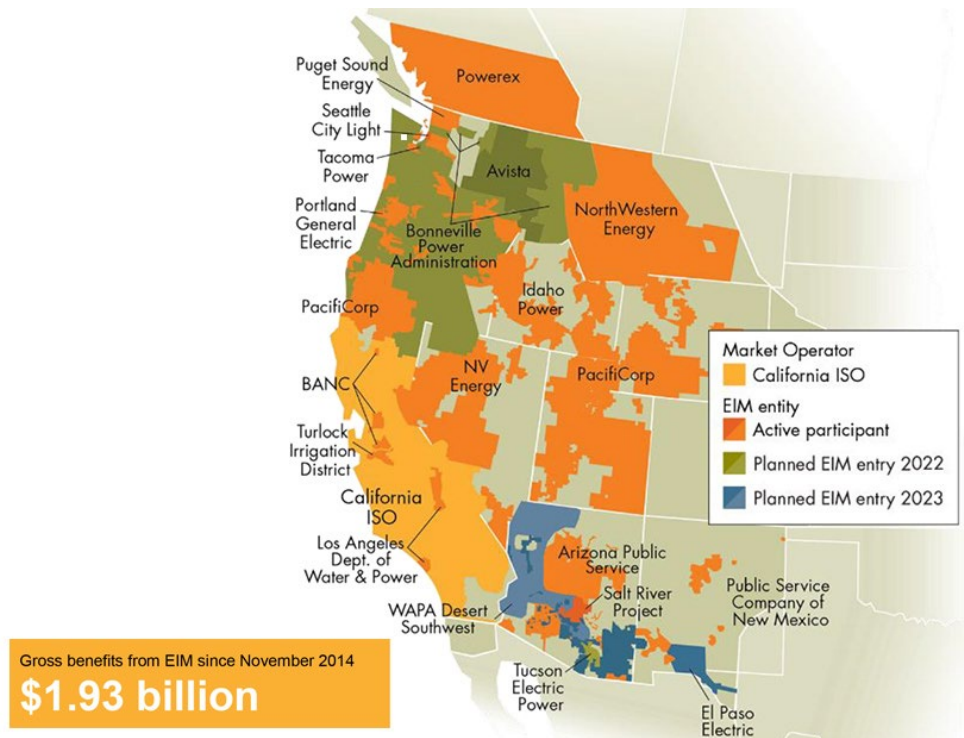 Puget Sound
Energy
Powerex
Seattle
City Light
Tacoma
Power
Avista
Portland
General
Electric
NorthWestern
Energy
Bonneville
Power
Administration
Idaho
Power
PacifiCorp
NV
Energy
PacifiCorp
BANC
Turlock
Irrigation
District
California
ISO
Los Angeles
Dept. of
Water & Power
Arizona Public
Service
Salt River
Project
Public Service
Company of
New Mexico
WAPA Desert
Southwest
Tucson
Electric
Power
El Paso
Electric
Market Operator
California ISO
EIM entity
Active participant
Planned EIM entry 2022
Planned EIM entry 2023
Gross benefits from EIM since November 2014
$1.93 billion